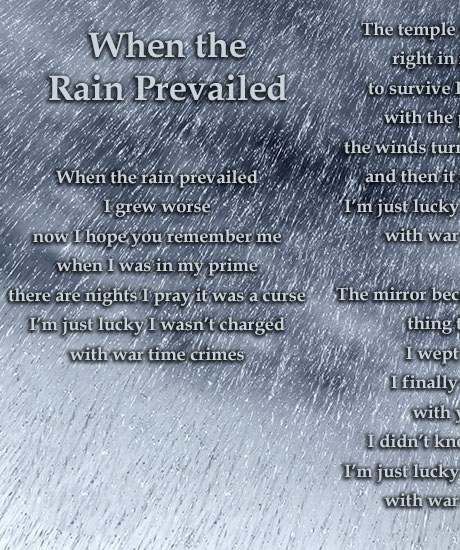 When the
Rain Prevailed
When the rain prevailed
I grew worse
now I hope you remember me
when I was in my prime
there are nights I pray it was a curse
I'm just lucky I wasn't charged
with war time crimes
The temple
right in
to survive
with the
the winds
and then it
I'm just lucky
with war
The mirror
thing
I wept
I finally
with
I didn't
I'm just lucky
with war